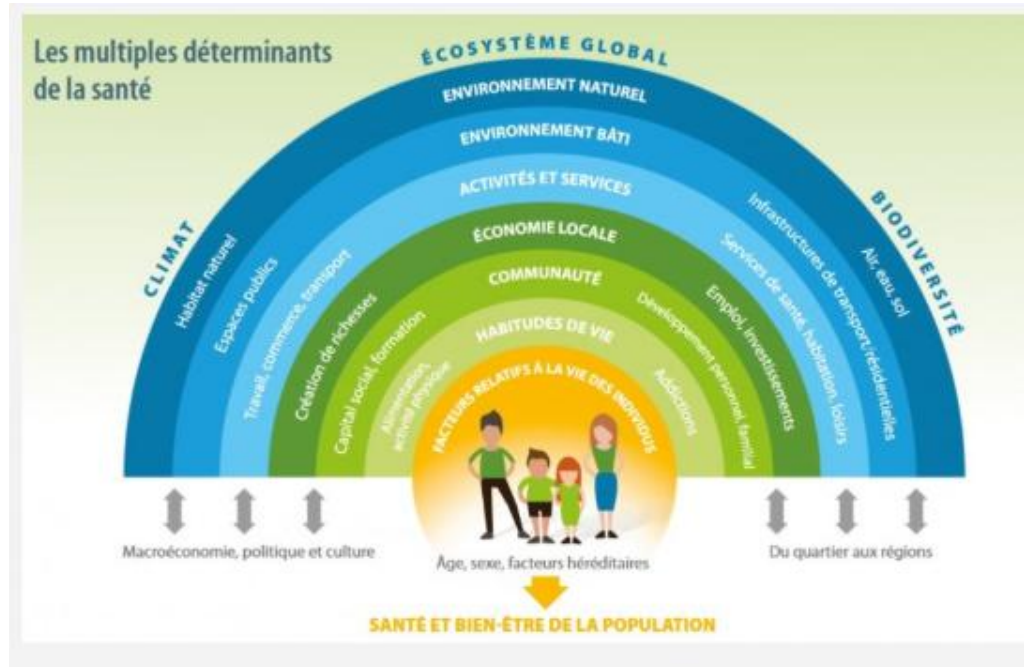 Les multiples déterminants
de la santé
ÉCOSYSTÈME GLOBAL
CLIMAT
BIODIVERSITÉ
ENVIRONNEMENT NATUREL
Habitat naturel
Air, eau, sol
ENVIRONNEMENT BÂTI
Espaces publics
Infrastructures de transport/résidentielles
ACTIVITÉS ET SERVICES
Travail, commerce, transport
Services de santé, habitation, loisirs
ÉCONOMIE LOCALE
Création de richesses
Emploi, investissements
COMMUNAUTÉ
Capital social, formation
Développement personnel, familial
HABITUDES DE VIE
Alimentation,
activité physique
Addictions
FACTEURS RELATIFS À LA VIE DES INDIVIDUS
Macroéconomie, politique et culture
Âge, sexe, facteurs héréditaires
Du quartier aux régions
SANTÉ ET BIEN-ÊTRE DE LA POPULATION